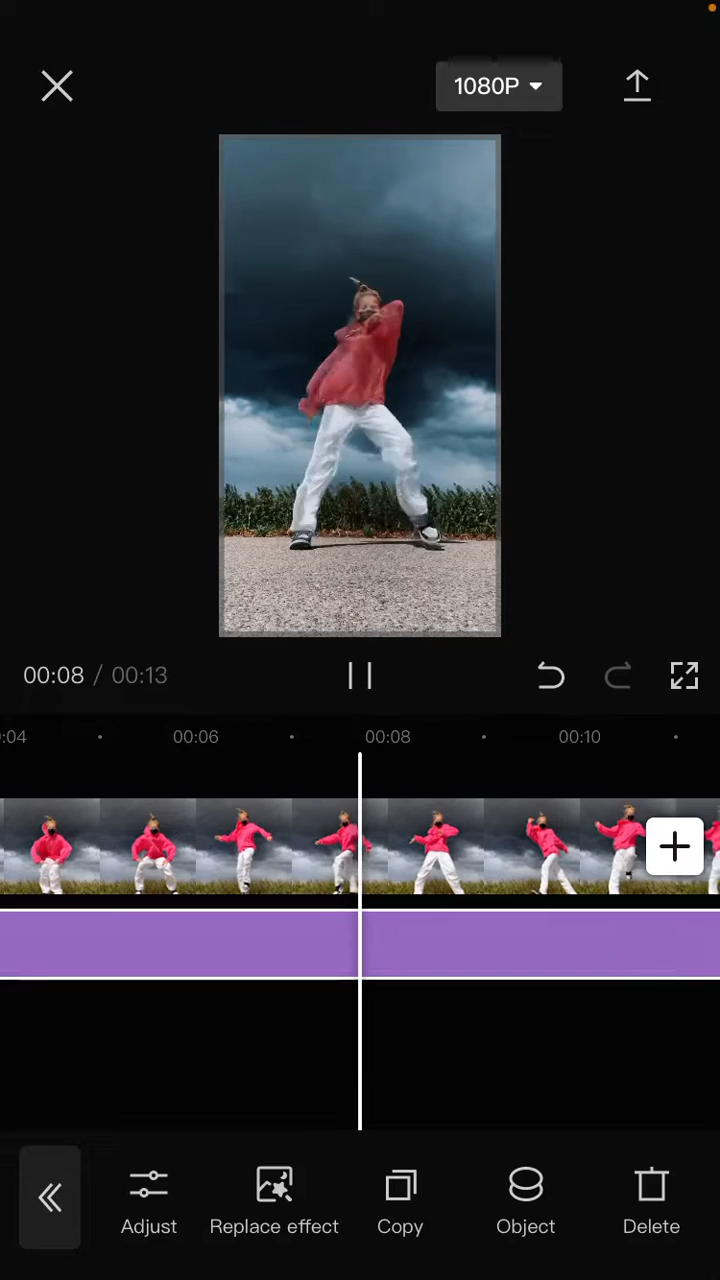 1080P
00:08 / 00:13
:04
00:06
00:08
00:10
Adjust
Replace effect
Copy
Object
Delete